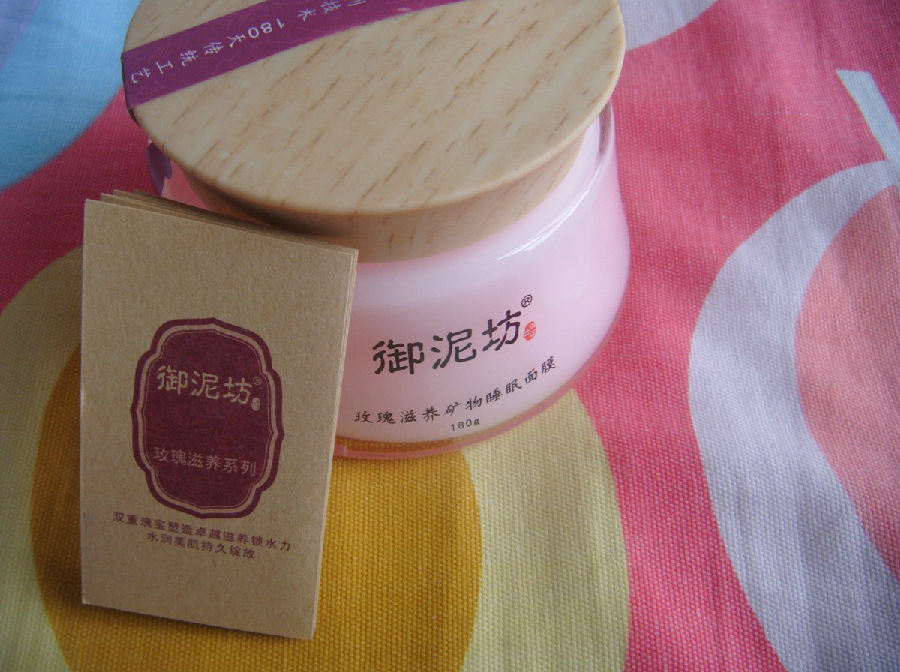 技术 180天传统工艺
御泥坊®
玫瑰滋养矿物睡眠面膜
180g
御泥坊®
玫瑰滋养系列
双重瑰宝塑造卓越滋养锁水力
水润美肌持久绽放